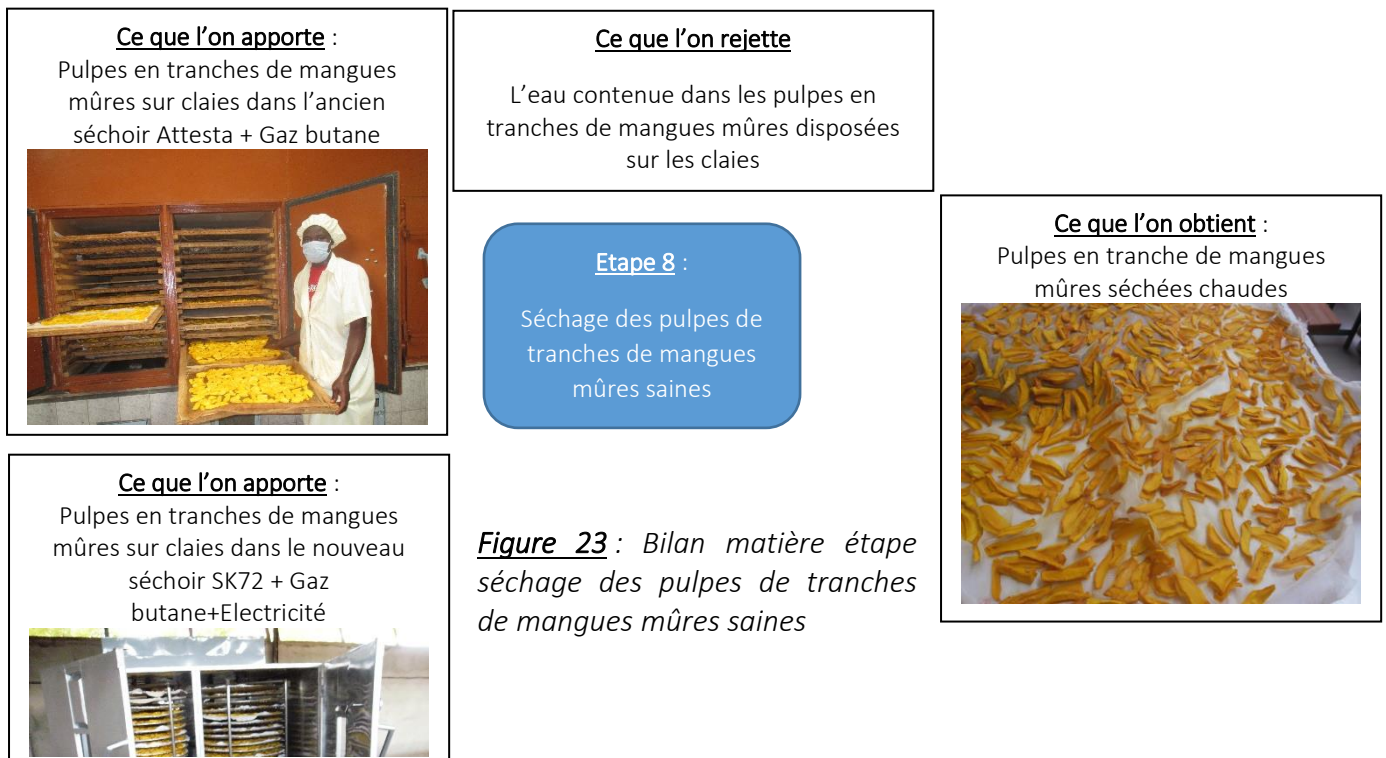 Ce que l’on apporte :
Pulpes en tranches de mangues
mûres sur claies dans l’ancien
séchoir Attesta + Gaz butane
Ce que l’on rejette
L’eau contenue dans les pulpes en
tranches de mangues mûres disposées
sur les claies
Etape 8 :
Séchage des pulpes de
tranches de mangues
mûres saines
Ce que l’on obtient :
Pulpes en tranche de mangues
mûres séchées chaudes
Ce que l’on apporte :
Pulpes en tranches de mangues
mûres sur claies dans le nouveau
séchoir SK72 + Gaz
butane+Electricité
Figure 23 : Bilan matière étape
séchage des pulpes de tranches
de mangues mûres saines